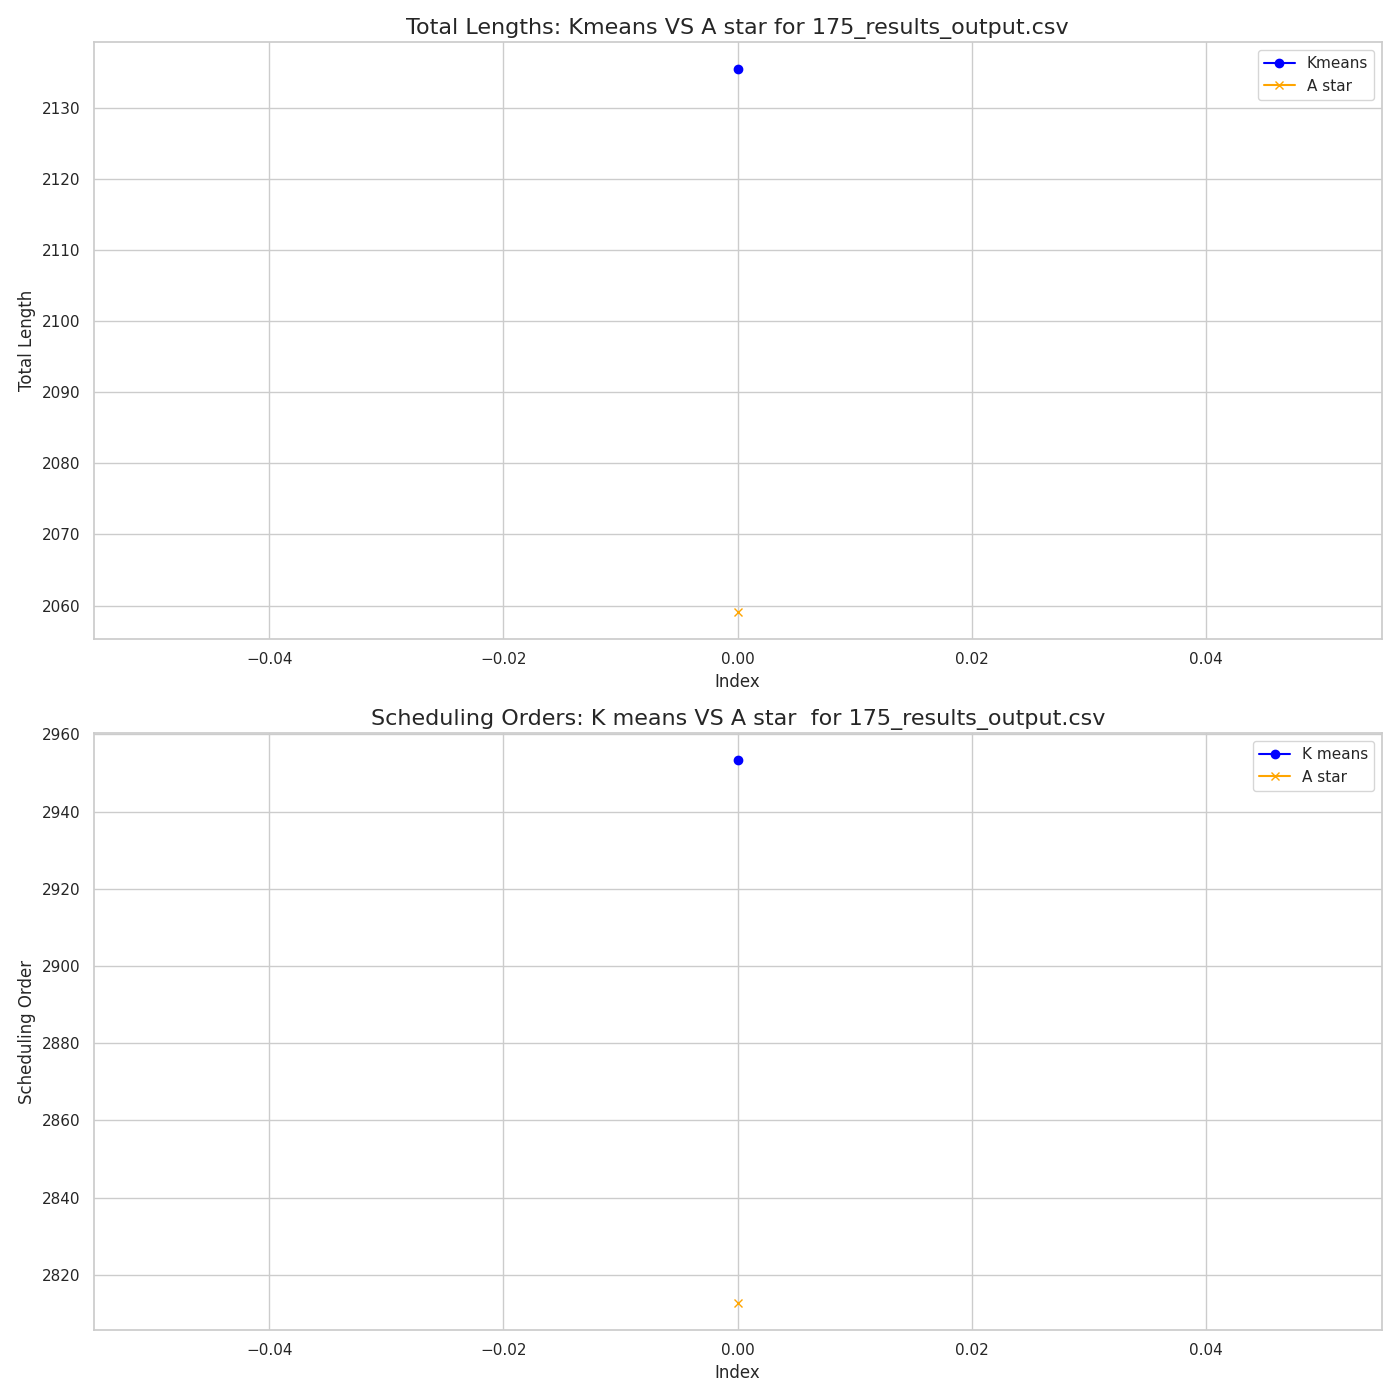 Total Lengths: Kmeans VS A star for 175_results_output.csv
Kmeans
A star
2130
2120
2110
2100
2090
2080
2070
2060
Total Length
−0.04 −0.02 0.00 0.02 0.04
Index
Scheduling Orders: K means VS A star  for 175_results_output.csv
K means
A star
2960
2940
2920
2900
2880
2860
2840
2820
Scheduling Order
−0.04 −0.02 0.00 0.02 0.04
Index